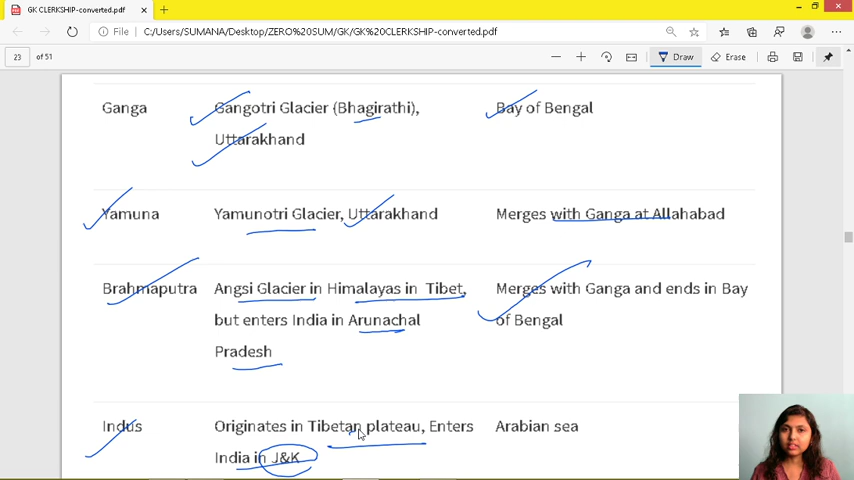 GK CLERKSHIP-converted.pdf
File C:/Users/SUMANA/Desktop/ZERO%20SUM/GK/GK%20CLERKSHIP-converted.pdf
23 of 51 Draw Erase
Ganga Gangotri Glacier (Bhagirathi), Bay of Bengal
Uttarakhand
Yamuna Yamunotri Glacier, Uttarakhand Merges with Ganga at Allahabad
Brahmaputra Angsi Glacier in Himalayas in Tibet, Merges with Ganga and ends in Bay
but enters India in Arunachal of Bengal
Pradesh
Indus Originates in Tibetan plateau, Enters Arabian sea
India in J&K